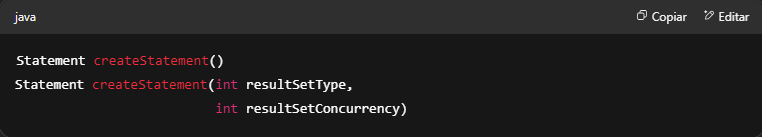 java
Copiar
Editar
Statement createStatement()
Statement createStatement(int resultSetType,
int resultSetConcurrency)